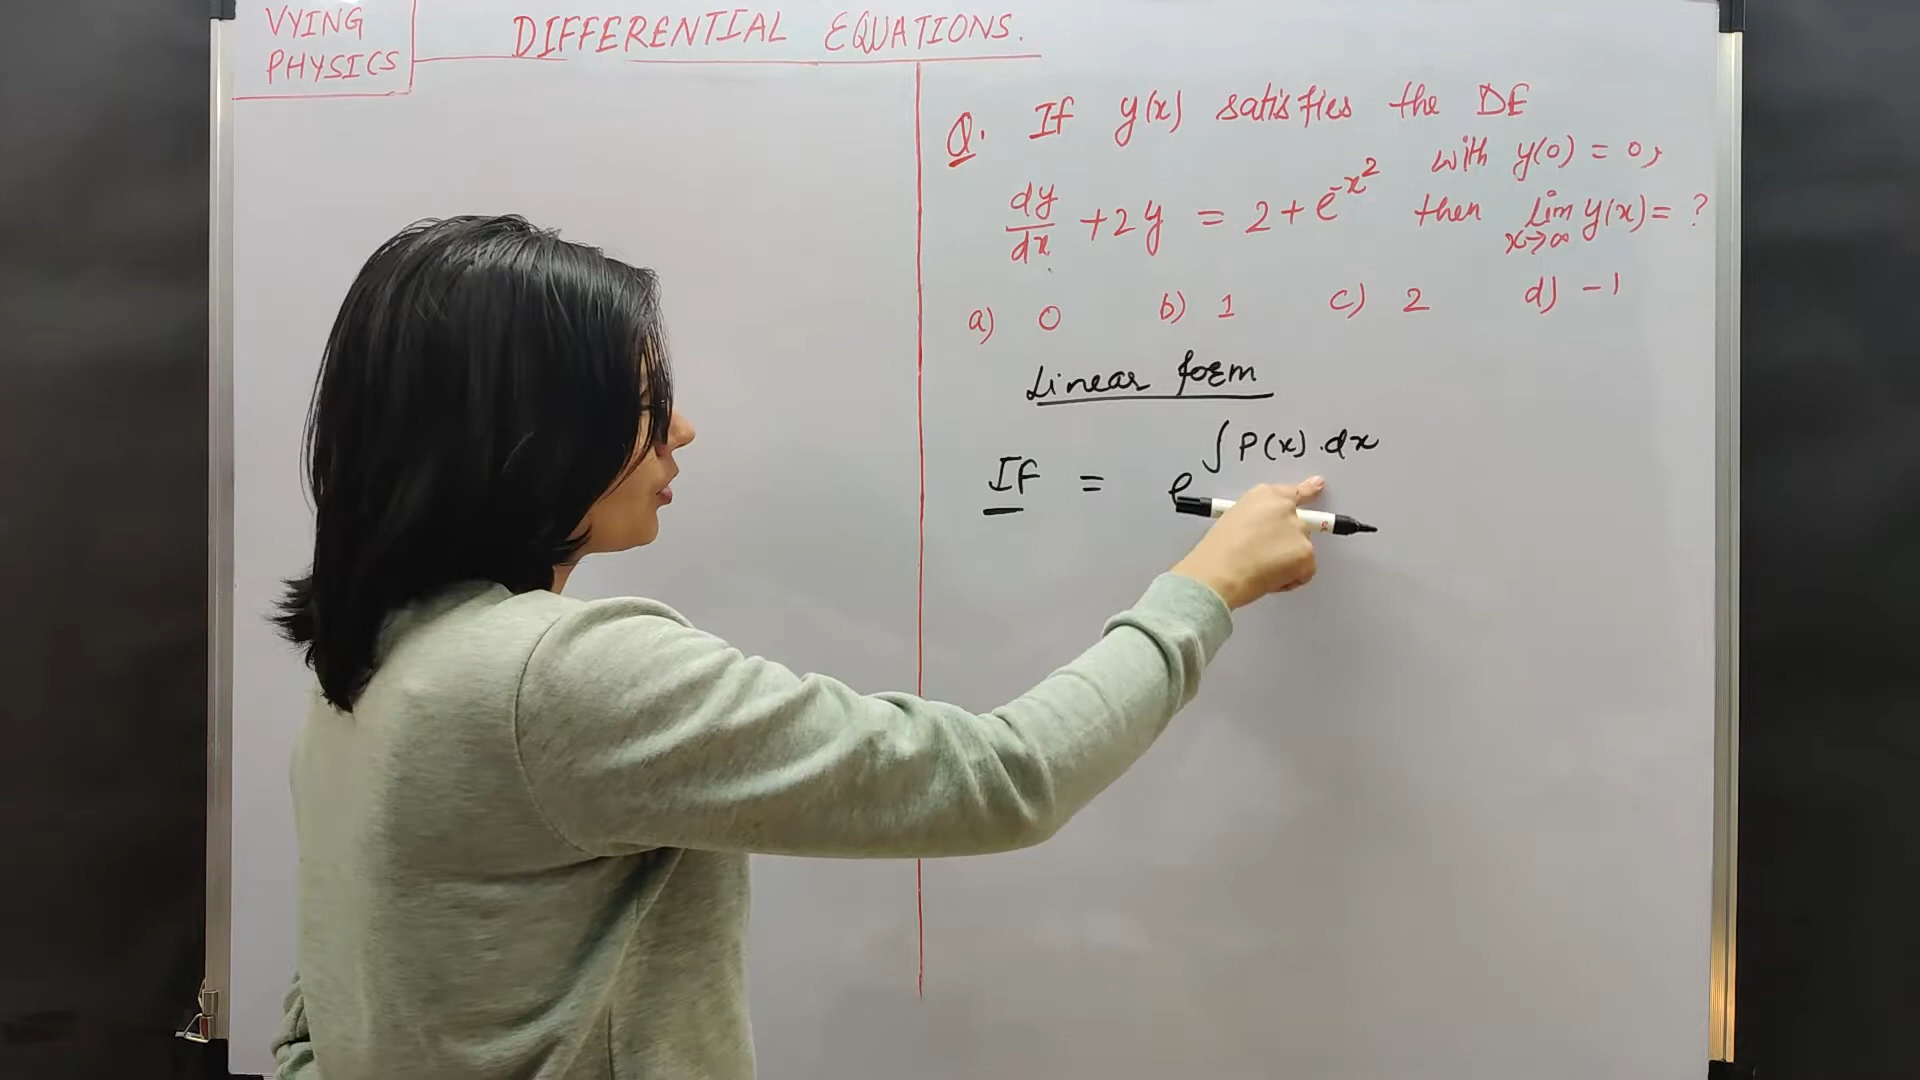 VYING
PHYSICS
DIFFERENTIAL EQUATIONS.
Q. If y(x) satisfies the DE
dy/dx + 2y = 2 + e^-x^2 with y(0) = 0,
then lim x→∞ y(x) = ?
a) 0 b) 1 c) 2 d) -1
Linear form
If = e^∫P(x).dx